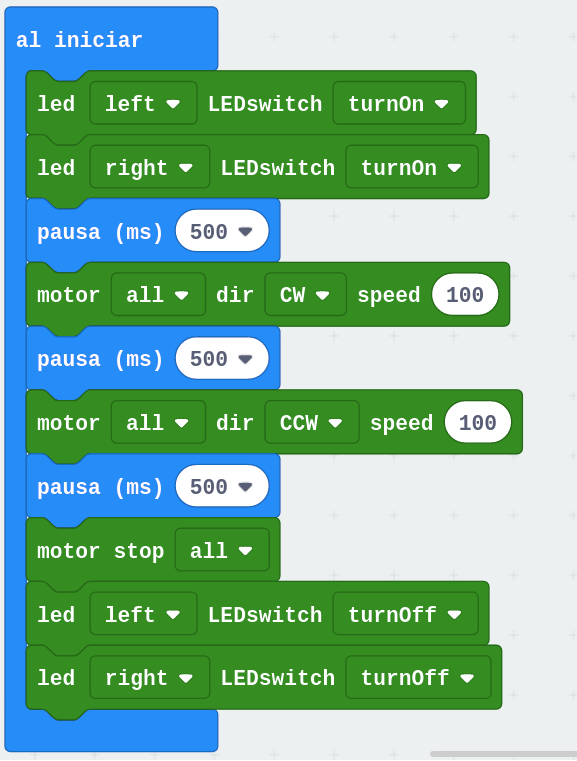 al iniciar
led left LEDswitch turnOn
led right LEDswitch turnOn
pausa (ms) 500
motor all dir CW speed 100
pausa (ms) 500
motor all dir CCW speed 100
pausa (ms) 500
motor stop all
led left LEDswitch turnOff
led right LEDswitch turnOff